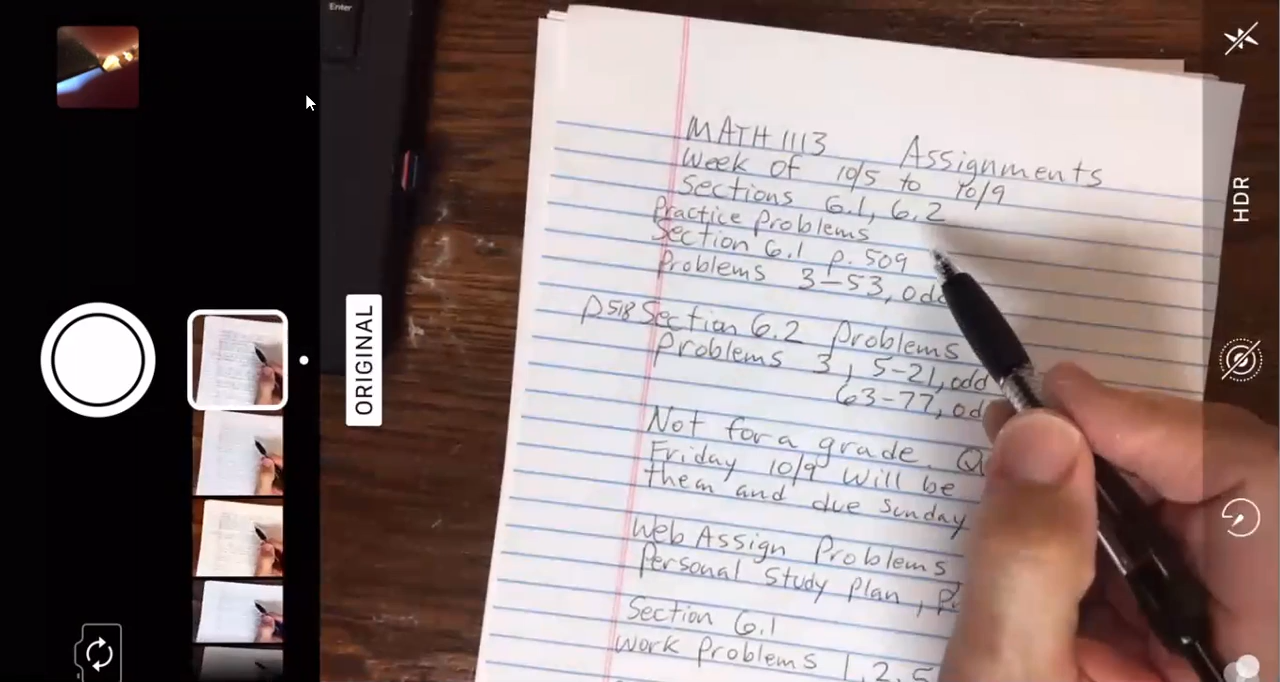 Enter
ORIGINAL
HDR
MATH 1113 Assignments
Week of 10/5 to 10/9
Sections 6.1, 6.2
Practice Problems
Section 6.1 p. 509
Problems 3-53, odd
p518 Section 6.2 Problems
Problems 3, 5-21, odd
63-77, od
Not for a grade. Q
Friday 10/9 will be
them and due Sunday
Web Assign Problems
Personal Study Plan,
Section 6.1
Work Problems 1, 2, 5